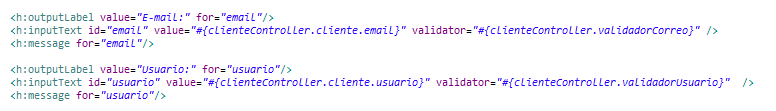 <h:outputLabel value="E-mail:" for="email"/>
<h:inputText id="email" value="#{clienteController.cliente.email}" validator="#{clienteController.validadorCorreo}" />
<h:message for="email"/>
<h:outputLabel value="Usuario:" for="usuario"/>
<h:inputText id="usuario" value="#{clienteController.cliente.usuario}" validator="#{clienteController.validadorUsuario}"  />
<h:message for="usuario"/>